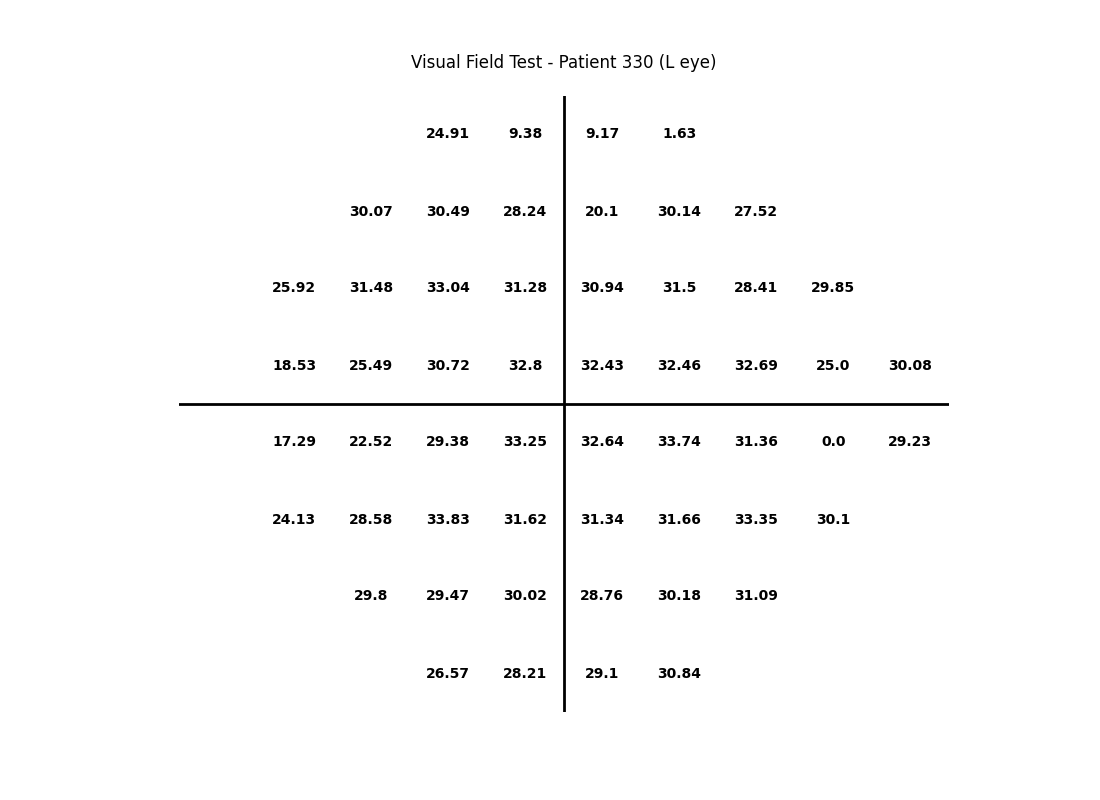 Visual Field Test - Patient 330 (L eye)
24.91 9.38 9.17 1.63
30.07 30.49 28.24 20.1 30.14 27.52
25.92 31.48 33.04 31.28 30.94 31.5 28.41 29.85
18.53 25.49 30.72 32.8 32.43 32.46 32.69 25.0 30.08
17.29 22.52 29.38 33.25 32.64 33.74 31.36 0.0 29.23
24.13 28.58 33.83 31.62 31.34 31.66 33.35 30.1
29.8 29.47 30.02 28.76 30.18 31.09
26.57 28.21 29.1 30.84